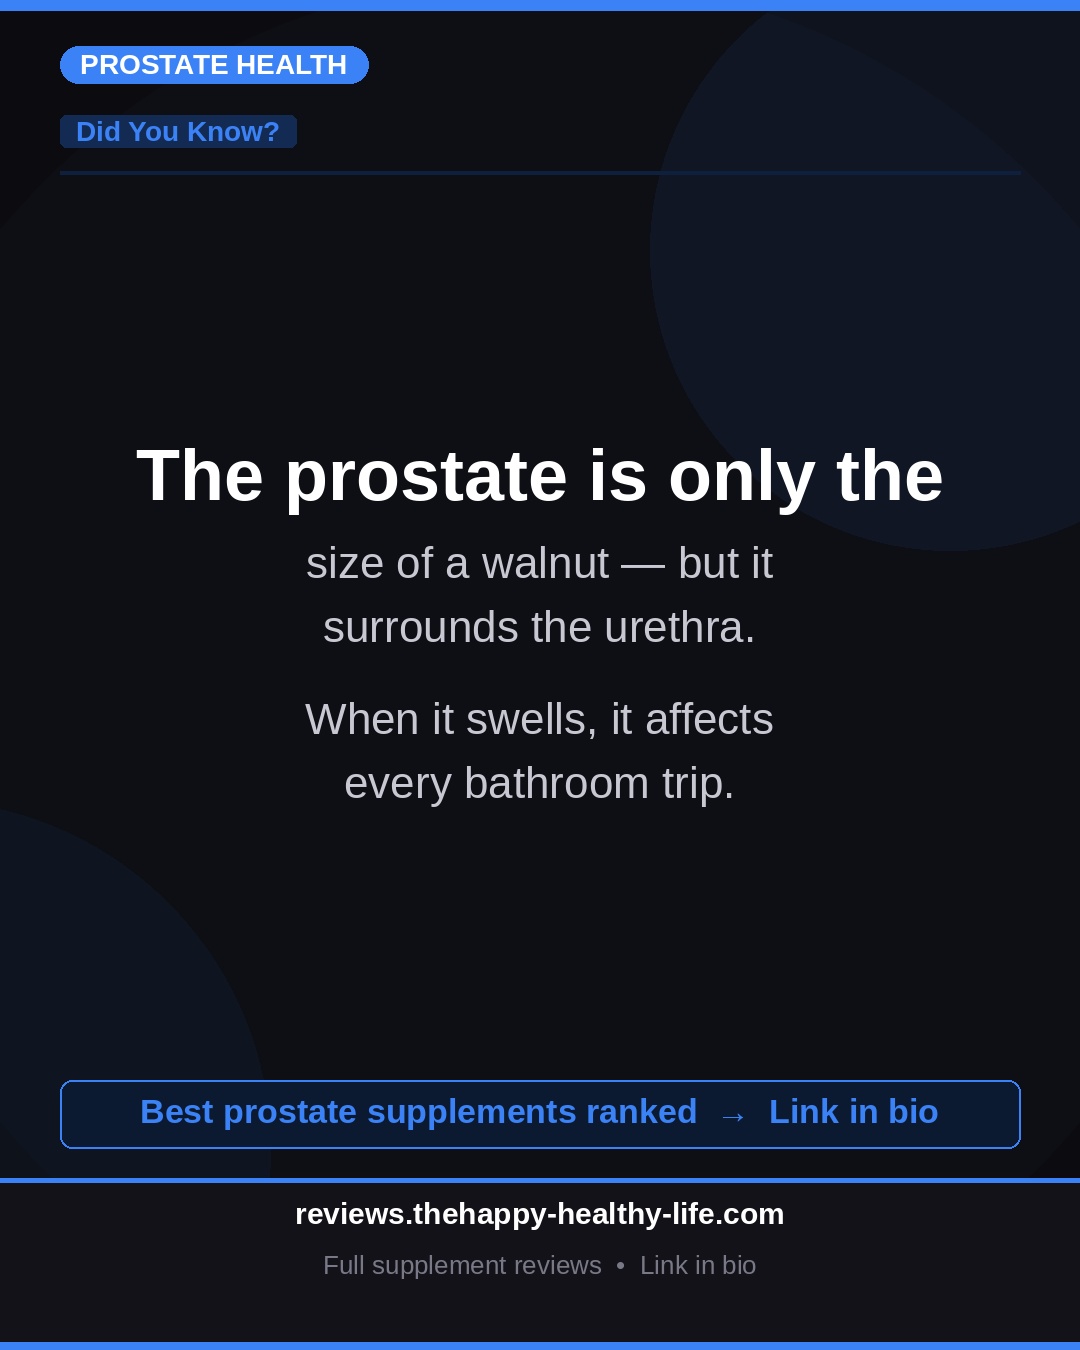 PROSTATE HEALTH
Did You Know?
The prostate is only the
size of a walnut — but it
surrounds the urethra.
When it swells, it affects
every bathroom trip.
Best prostate supplements ranked → Link in bio
reviews.thehappy-healthy-life.com
Full supplement reviews • Link in bio